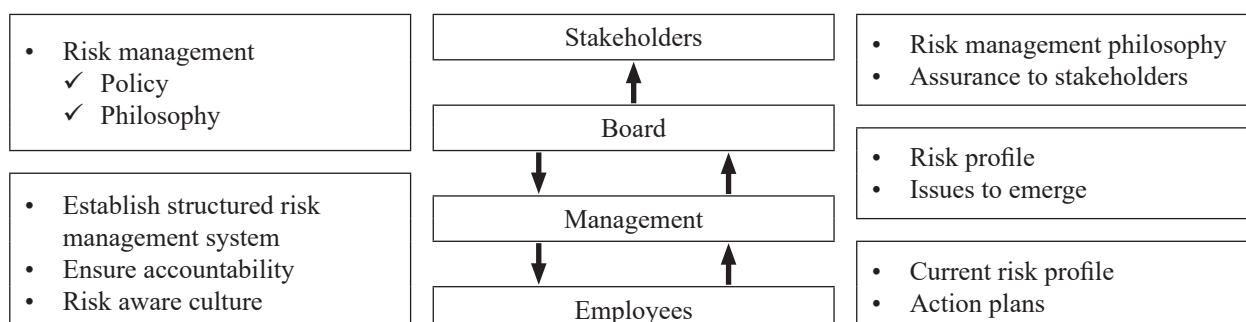 • Risk management
✓ Policy
✓ Philosophy
• Establish structured risk
management system
• Ensure accountability
• Risk aware culture
Stakeholders
Board
Management
Employees
• Risk management philosophy
• Assurance to stakeholders
• Risk profile
• Issues to emerge
• Current risk profile
• Action plans